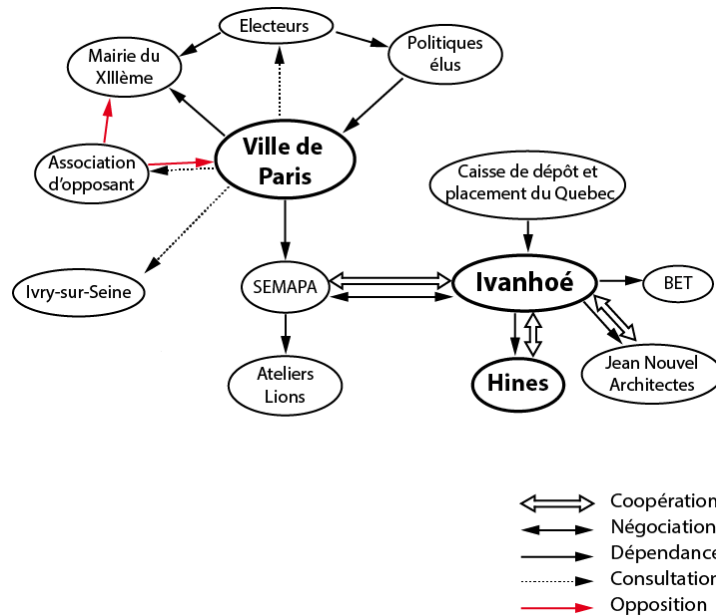 Electeurs
Mairie du
XIIIème
Politiques
élus
Ville de
Paris
Association
d'opposant
Caisse de dépôt et
placement du Quebec
Ivry-sur-Seine
SEMAPA
Ivanhoé
BET
Ateliers
Lions
Hines
Jean Nouvel
Architectes
Coopération
Négociation
Dépendance
Consultation
Opposition